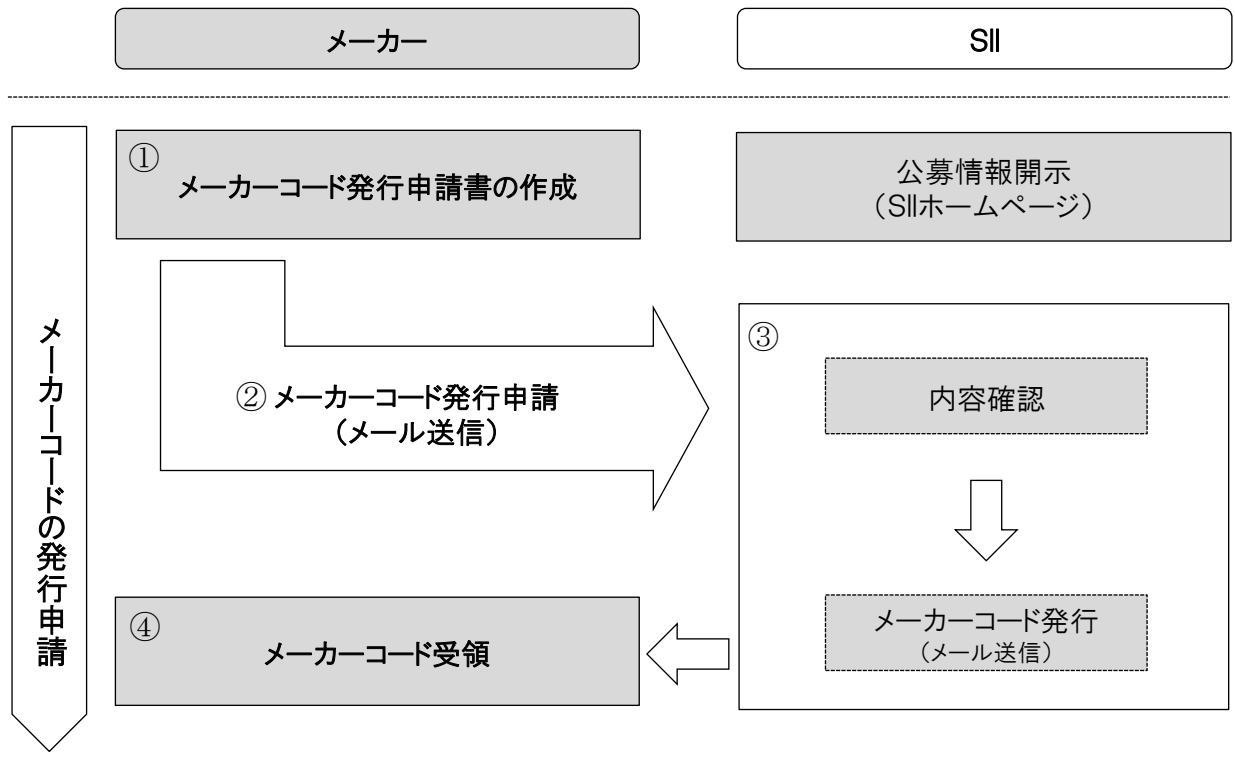 メーカー
SII
メーカーコードの発行申請
①
メーカーコード発行申請書の作成
公募情報開示
(SIIホームページ)
② メーカーコード発行申請
(メール送信)
③
内容確認
メーカーコード発行
(メール送信)
④
メーカーコード受領